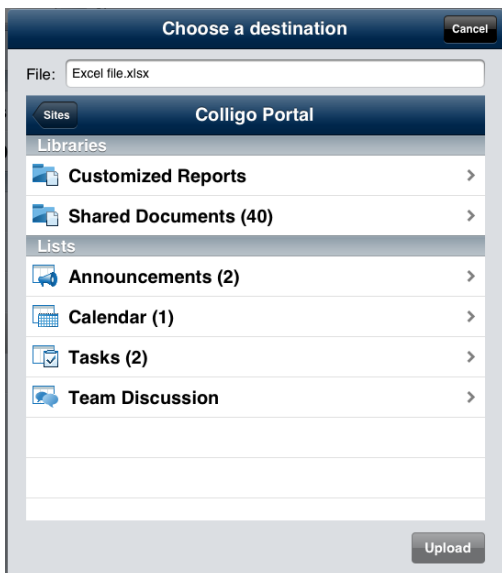 Choose a destination
Cancel
File: Excel file.xlsx
Sites
Colligo Portal
Libraries
Customized Reports
Shared Documents (40)
Lists
Announcements (2)
Calendar (1)
Tasks (2)
Team Discussion
Upload